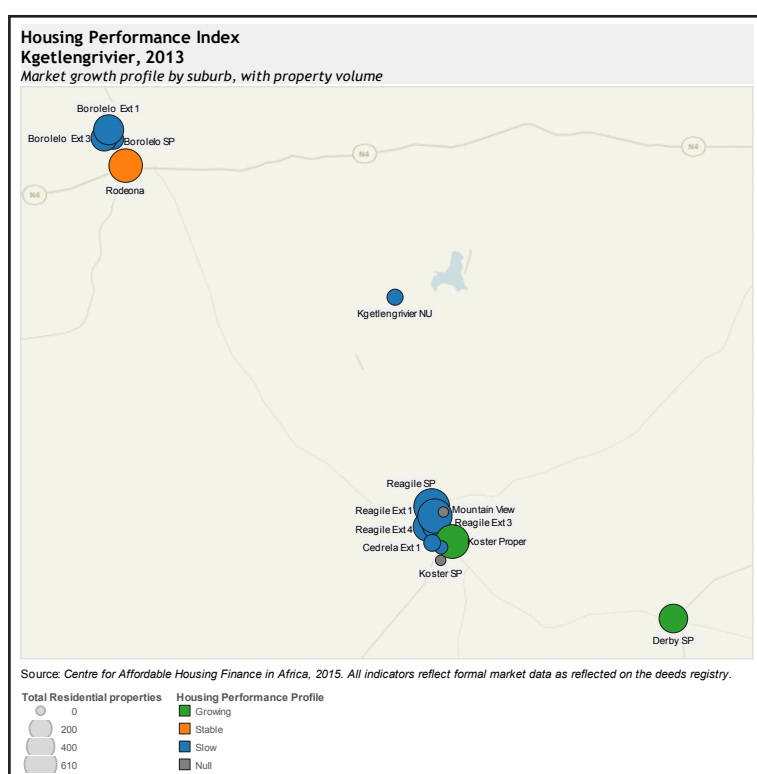 Housing Performance Index
Kgetlengrivier, 2013
Market growth profile by suburb, with property volume
Borolelo Ext 1
Borolelo Ext 3
Borolelo SP
N4
N4
Rodeona
N4
Kgetlengrivier NU
Reagile SP
Reagile Ext 1
Mountain View
Reagile Ext 3
Reagile Ext 4
Koster Proper
Cedrela Ext 1
Koster SP
Derby SP
Source: Centre for Affordable Housing Finance in Africa, 2015. All indicators reflect formal market data as reflected on the deeds registry.
Total Residential properties
0
200
400
610
Housing Performance Profile
Growing
Stable
Slow
Null